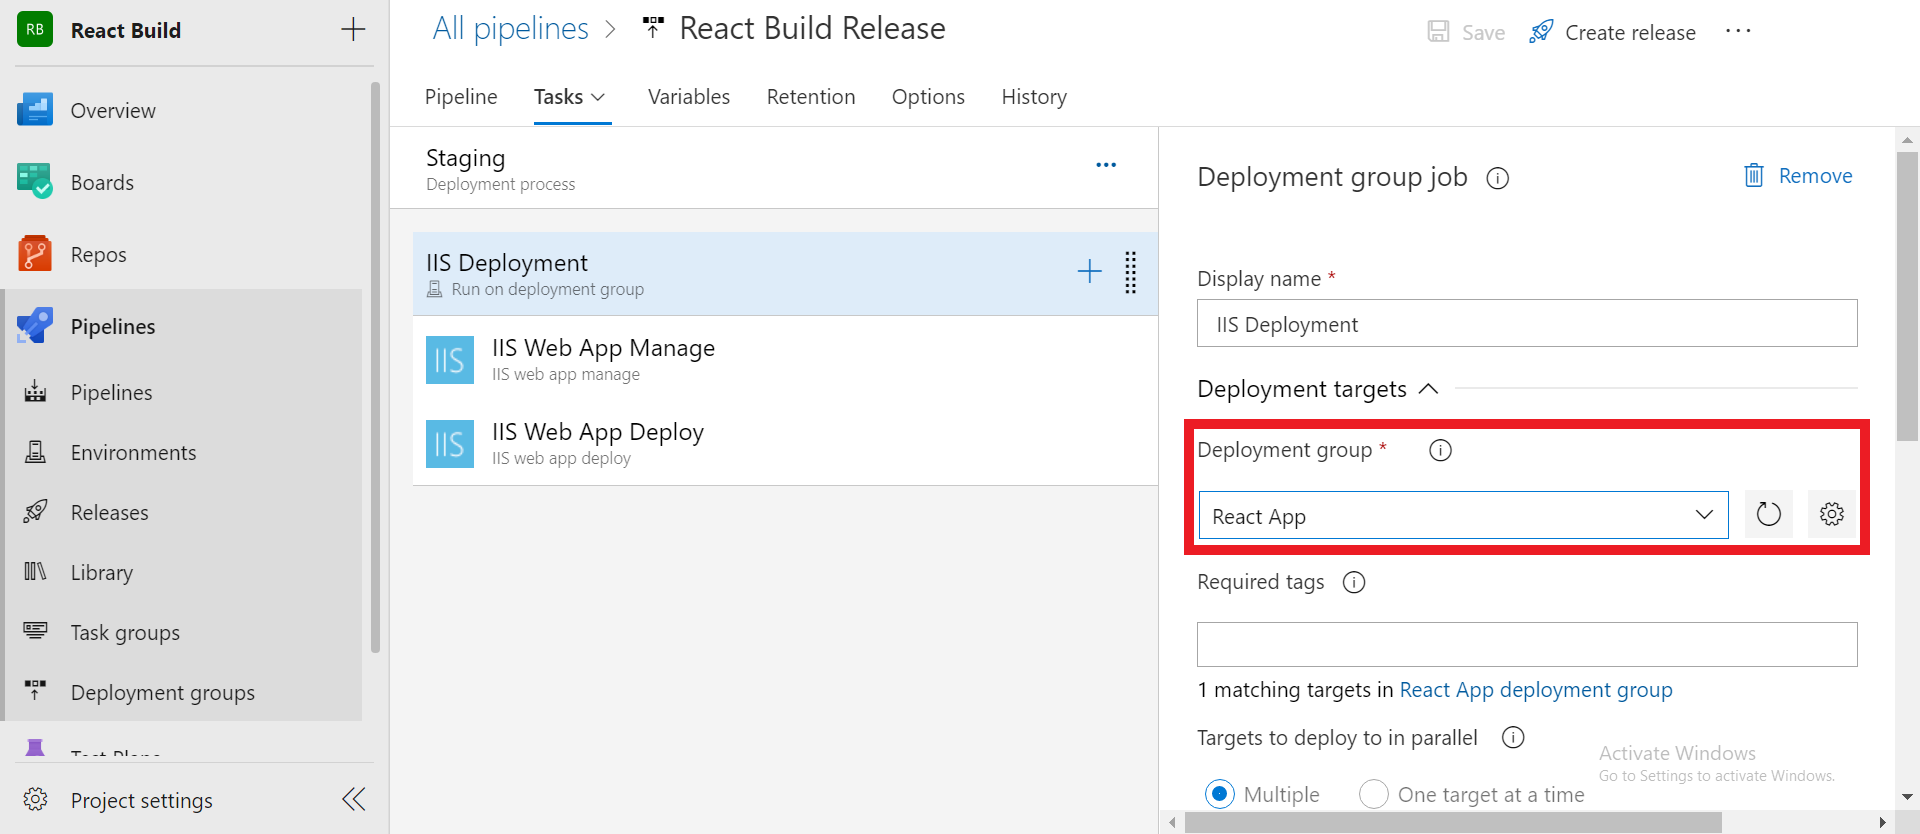 RB React Build
Overview
Boards
Repos
Pipelines
Pipelines
Environments
Releases
Library
Task groups
Deployment groups
Test Plans
Project settings
All pipelines > React Build Release
Save Create release ...
Pipeline Tasks Variables Retention Options History
Staging
Deployment process
IIS Deployment
Run on deployment group
IIS IIS Web App Manage
IIS web app manage
IIS IIS Web App Deploy
IIS web app deploy
Deployment group job Remove
Display name *
IIS Deployment
Deployment targets
Deployment group *
React App
Required tags
1 matching targets in React App deployment group
Targets to deploy to in parallel
Multiple One target at a time
Activate Windows
Go to Settings to activate Windows.